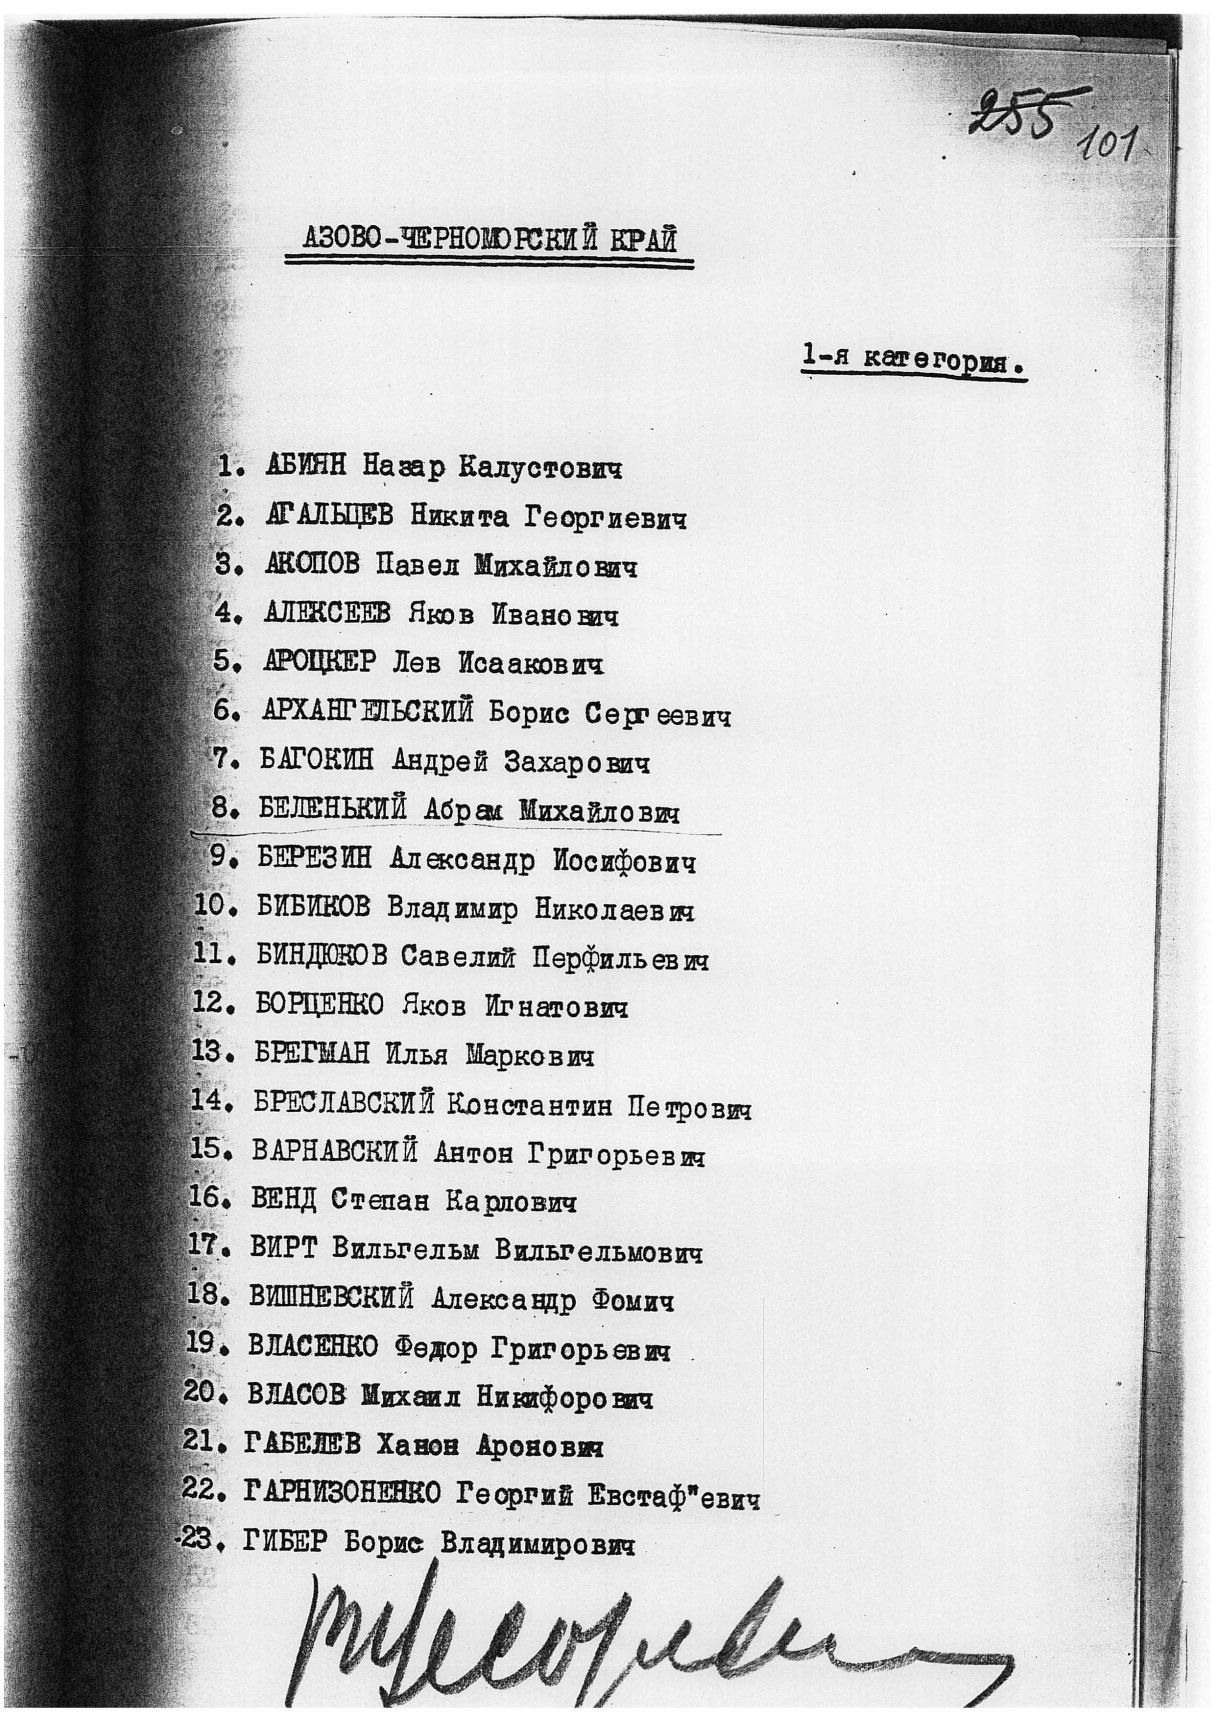 255
101
АЗОВО-ЧЕРНОМОРСКИЙ КРАЙ
1-я категория.
1. АБИЯН Назар Калустович
2. АГАЛЬЦЕВ Никита Георгиевич
3. АКОПОВ Павел Михайлович
4. АЛЕКСЕЕВ Яков Иванович
5. АРОЦКЕР Лев Исаакович
6. АРХАНГЕЛЬСКИЙ Борис Сергеевич
7. БАГОКИН Андрей Захарович
8. БЕЛЕНЬКИЙ Абрам Михайлович
9. БЕРЕЗИН Александр Иосифович
10. БИБИКОВ Владимир Николаевич
11. БИНДЮКОВ Савелий Перфильевич
12. БОРЦЕНКО Яков Игнатович
13. БРЕГМАН Илья Маркович
14. БРЕСЛАВСКИЙ Константин Петрович
15. ВАРНАВСКИЙ Антон Григорьевич
16. ВЕНД Степан Карлович
17. ВИРТ Вильгельм Вильгельмович
18. ВИШНЕВСКИЙ Александр Фомич
19. ВЛАСЕНКО Федор Григорьевич
20. ВЛАСОВ Михаил Никифорович
21. ГАБЕЛЕВ Ханон Аронович
22. ГАРНИЗОНЕНКО Георгий Евстаф"евич
23. ГИБЕР Борис Владимирович